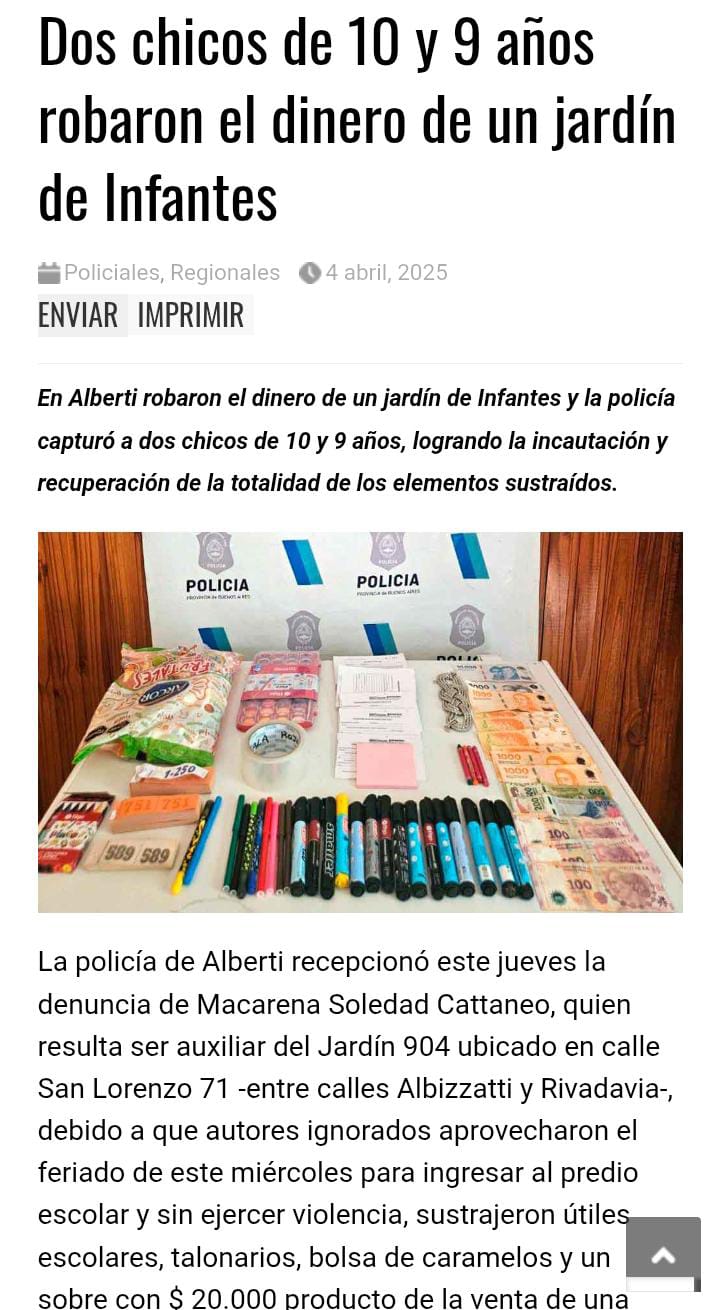 Dos chicos de 10 y 9 años
robaron el dinero de un jardín
de Infantes
Policiales, Regionales 4 abril, 2025
ENVIAR IMPRIMIR
En Alberti robaron el dinero de un jardín de Infantes y la policía
capturó a dos chicos de 10 y 9 años, logrando la incautación y
recuperación de la totalidad de los elementos sustraídos.
POLICIA
PROVINCIA de BUENOS AIRES
POLICIA
PROVINCIA de BUENOS AIRES
FRUTALES
ARCOR
1-250
751 751
589 589
1000
1000
200
500
100
100
La policía de Alberti recepcionó este jueves la
denuncia de Macarena Soledad Cattaneo, quien
resulta ser auxiliar del Jardín 904 ubicado en calle
San Lorenzo 71 -entre calles Albizzatti y Rivadavia-,
debido a que autores ignorados aprovecharon el
feriado de este miércoles para ingresar al predio
escolar y sin ejercer violencia, sustrajeron útiles
escolares, talonarios, bolsa de caramelos y un
sobre con $ 20.000 producto de la venta de una